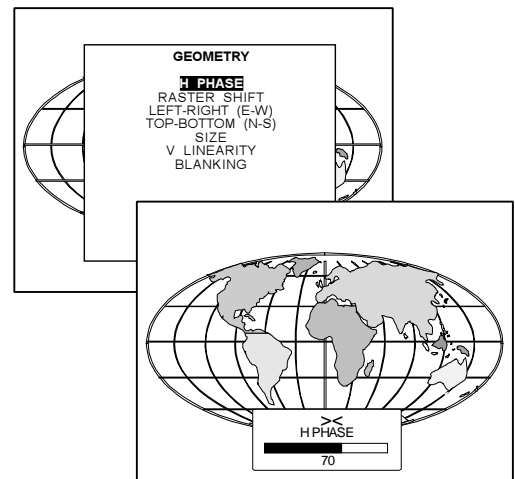 GEOMETRY
H PHASE
RASTER SHIFT
LEFT-RIGHT (E-W)
TOP-BOTTOM (N-S)
SIZE
V LINEARITY
BLANKING
><
H PHASE
70